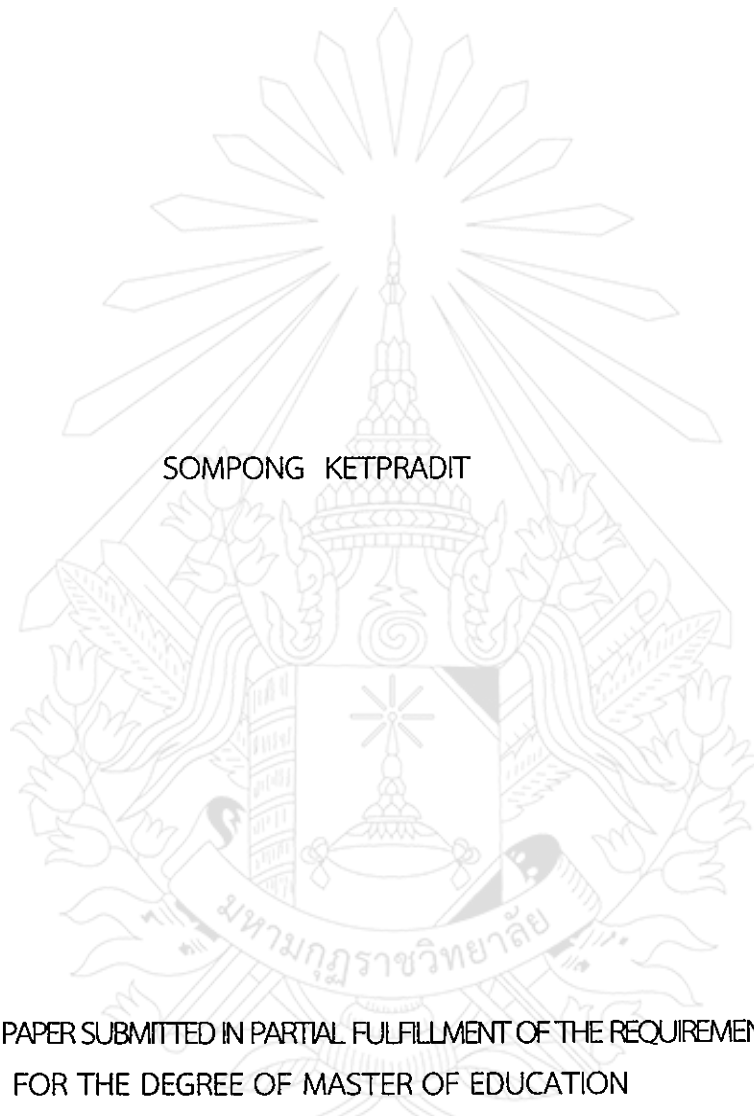 SOMPONG KETPRADIT
มหามกุฏราชวิทยาลัย
PAPER SUBMITTED IN PARTIAL FULFILLMENT OF THE
FOR THE DEGREE OF MASTER OF EDUCATION